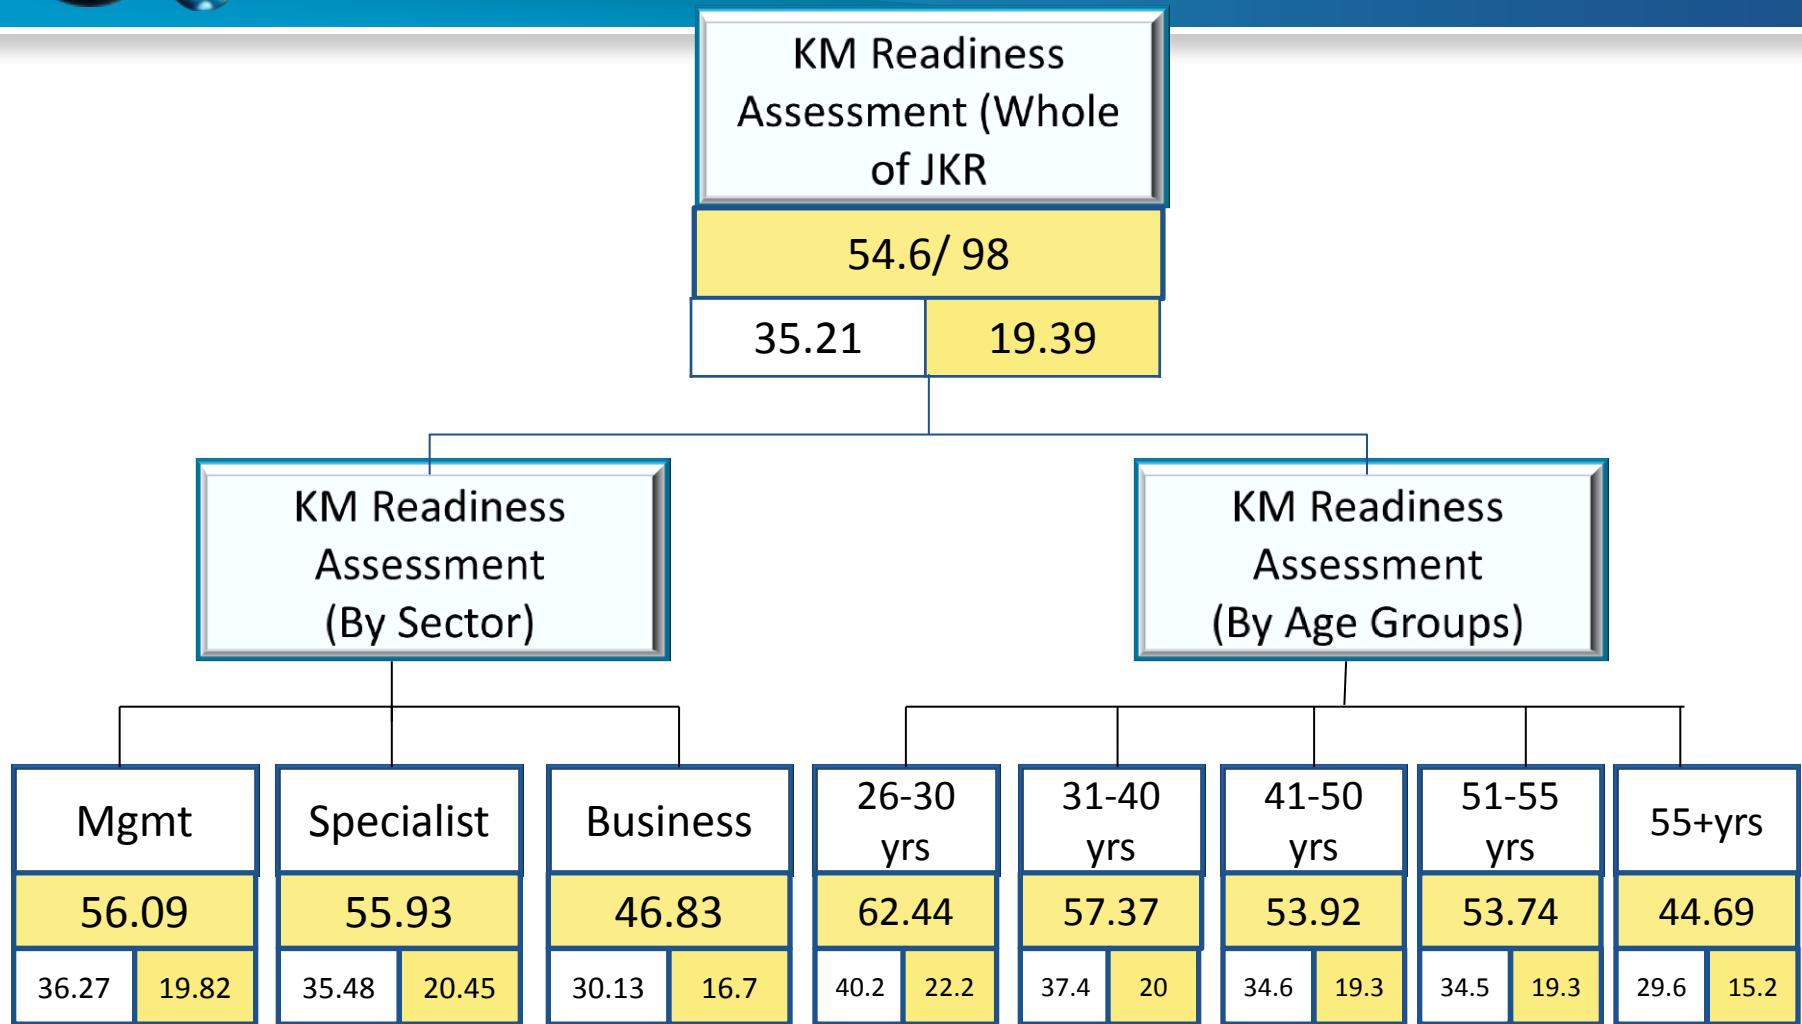 KM Readiness
Assessment (Whole
of JKR
54.6/ 98
35.21 19.39
KM Readiness
Assessment
(By Sector)
KM Readiness
Assessment
(By Age Groups)
Mgmt
56.09
36.27 19.82
Specialist
55.93
35.48 20.45
Business
46.83
30.13 16.7
26-30
yrs
62.44
40.2 22.2
31-40
yrs
57.37
37.4 20
41-50
yrs
53.92
34.6 19.3
51-55
yrs
53.74
34.5 19.3
55+yrs
44.69
29.6 15.2